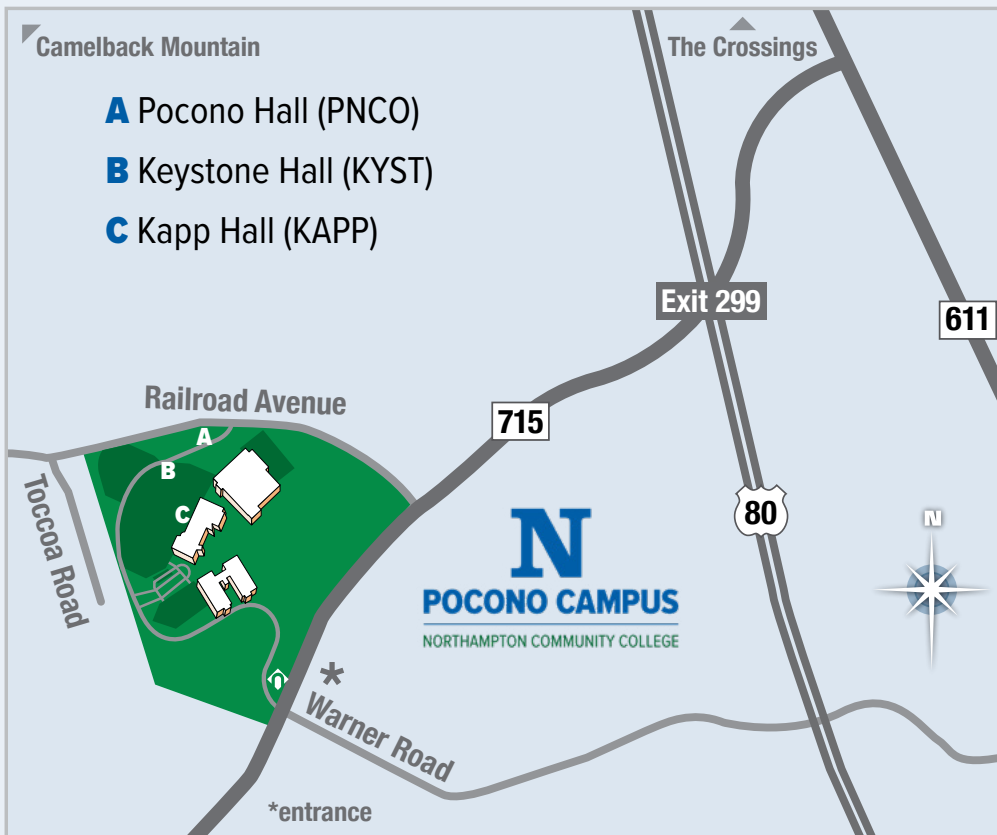 Camelback Mountain
The Crossings
A Pocono Hall (PNCO)
B Keystone Hall (KYST)
C Kapp Hall (KAPP)
Exit 299
611
Railroad Avenue
715
A
B
C
Toccoa Road
80
N
N
POCONO CAMPUS
NORTHAMPTON COMMUNITY COLLEGE
*
Warner Road
*entrance